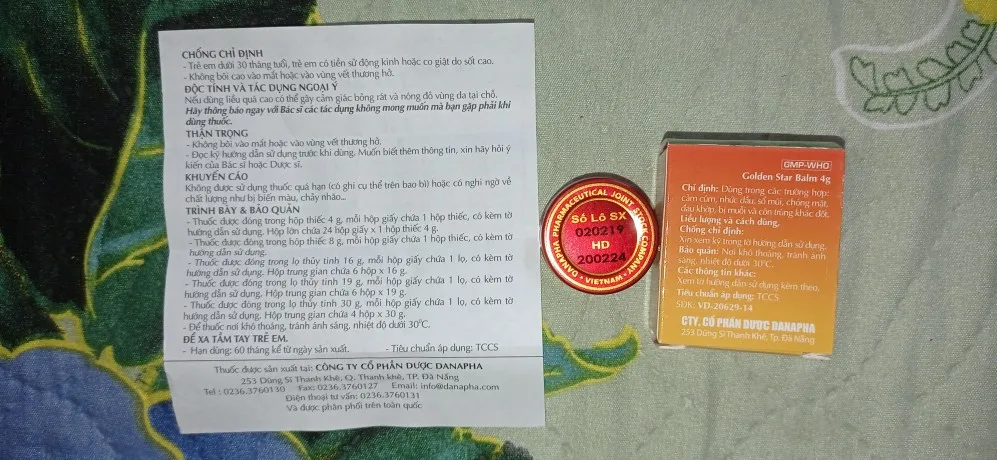 CHỐNG CHỈ ĐỊNH
- Trẻ em dưới 30 tháng tuổi, trẻ em có tiền sử động kinh hoặc co giật do sốt cao.
- Không bôi cao vào mắt hoặc vào vùng vết thương hở.
ĐỘC TÍNH VÀ TÁC DỤNG NGOẠI Ý
Nếu dùng liều quá cao có thể gây cảm giác bỏng rát và nóng đỏ vùng da tại chỗ.
Hãy thông báo ngay với Bác sĩ các tác dụng không mong muốn mà bạn gặp phải khi
dùng thuốc.
THẬN TRỌNG
- Không bôi vào mắt hoặc vào vùng vết thương hở.
- Đọc kỹ hướng dẫn sử dụng trước khi dùng. Muốn biết thêm thông tin, xin hãy hỏi ý
kiến của Bác sĩ hoặc Dược sĩ.
KHUYẾN CÁO
Không được sử dụng thuốc quá hạn (có ghi cụ thể trên bao bì) hoặc có nghi ngờ về
chất lượng như bị biến màu, chảy nhão...
TRÌNH BÀY & BẢO QUẢN
- Thuốc được đóng trong hộp thiếc 4 g, mỗi hộp giấy chứa 1 hộp thiếc, có kèm tờ
hướng dẫn sử dụng. Hộp lớn chứa 24 hộp giấy x 1 hộp thiếc 4 g.
- Thuốc được đóng trong hộp thiếc 8 g, mỗi hộp giấy chứa 1 hộp thiếc, có kèm tờ
hướng dẫn sử dụng.
- Thuốc được đóng trong lọ thủy tinh 16 g, mỗi hộp giấy chứa 1 lọ, có kèm tờ
hướng dẫn sử dụng. Hộp trung gian chứa 6 hộp x 16 g.
- Thuốc được đóng trong lọ thủy tinh 19 g, mỗi hộp giấy chứa 1 lọ, có kèm tờ
hướng dẫn sử dụng. Hộp trung gian chứa 6 hộp x 19 g.
- Thuốc được đóng trong lọ thủy tinh 30 g, mỗi hộp giấy chứa 1 lọ, có kèm tờ
hướng dẫn sử dụng. Hộp trung gian chứa 4 hộp x 30 g.
- Để thuốc nơi khô thoáng, tránh ánh sáng, nhiệt độ dưới 30°C.
ĐỂ XA TẦM TAY TRẺ EM.
- Hạn dùng: 60 tháng kể từ ngày sản xuất. - Tiêu chuẩn áp dụng: TCCS
Thuốc được sản xuất tại: CÔNG TY CỔ PHẦN DƯỢC DANAPHA
253 Dũng Sĩ Thanh Khê, Q. Thanh khê, TP. Đà Nẵng
Tel : 0236.3760130 Fax: 0236.3760127 Email: info@danapha.com
Điện thoại tư vấn: 0236.3760131
Và được phân phối trên toàn quốc
DANAPHA PHARMACEUTICAL JOINT STOCK COMPANY
Số Lô SX
020219
HD
200224
VIETNAM
GMP-WHO
Golden Star Balm 4g
Chỉ định: Dùng trong các trường hợp:
cảm cúm, nhức đầu, sổ mũi, chóng mặt,
đau khớp, bị muỗi và côn trùng khác đốt.
Liều lượng và cách dùng,
Chống chỉ định:
Xin xem kỹ trong tờ hướng dẫn sử dụng.
Bảo quản: Nơi khô thoáng, tránh ánh
sáng, nhiệt độ dưới 30°C.
Các thông tin khác:
Xem tờ hướng dẫn sử dụng kèm theo.
Tiêu chuẩn áp dụng: TCCS
SĐK: VD-20629-14
CTY. CỔ PHẦN DƯỢC DANAPHA
253 Dũng Sĩ Thanh Khê, Tp. Đà Nẵng